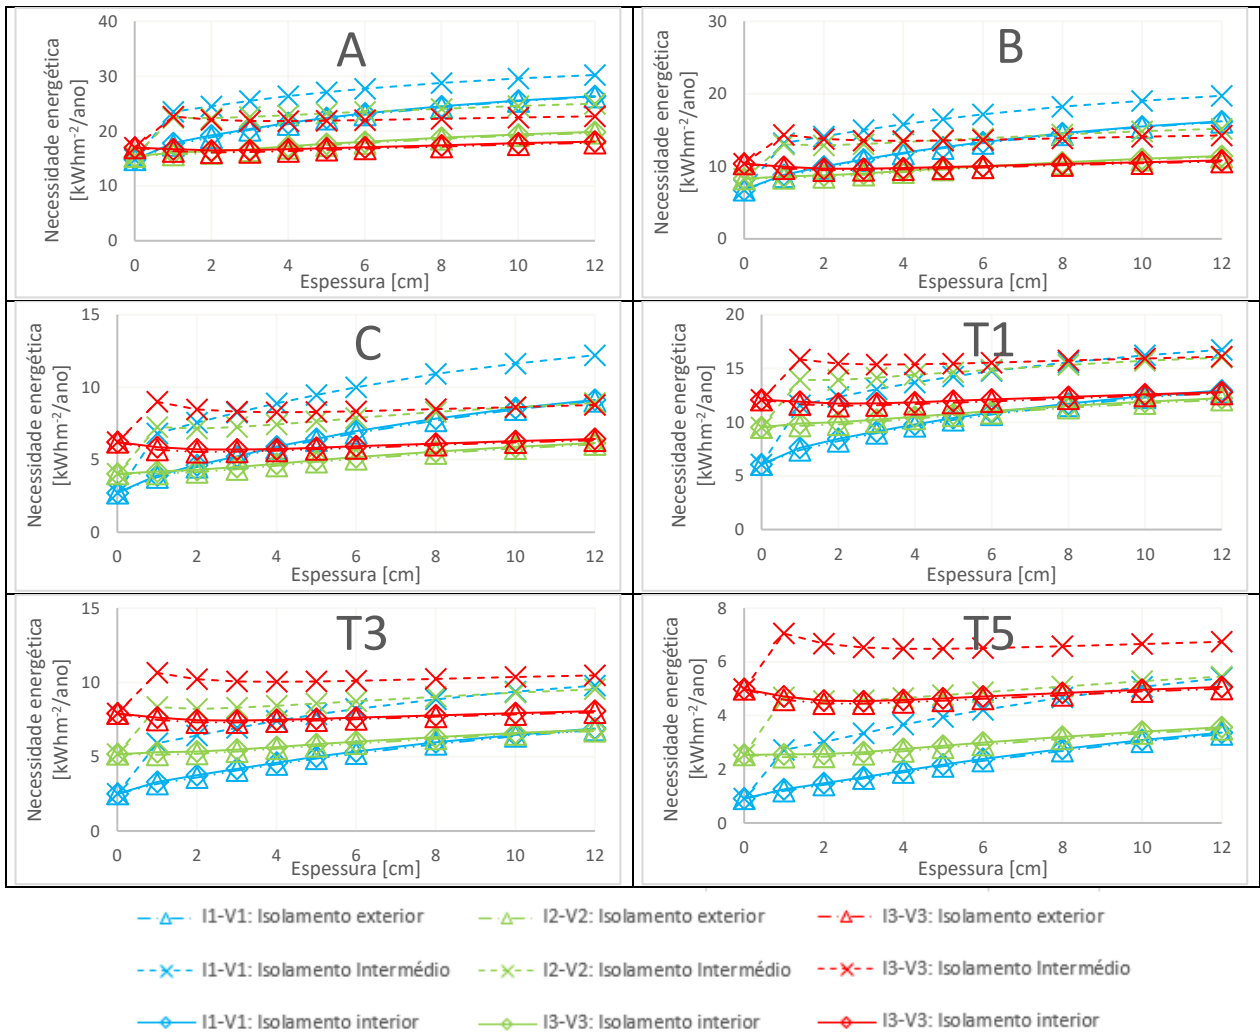 A
Necessidade energética
[kWhm⁻²/ano]
40
30
20
10
0
0 2 4 6 8 10 12
Espessura [cm]
B
Necessidade energética
[kWhm⁻²/ano]
30
20
10
0
0 2 4 6 8 10 12
Espessura [cm]
C
Necessidade energética
[kWhm⁻²/ano]
15
10
5
0
0 2 4 6 8 10 12
Espessura [cm]
T1
Necessidade energética
[kWhm⁻²/ano]
20
15
10
5
0
0 2 4 6 8 10 12
Espessura [cm]
T3
Necessidade energética
[kWhm⁻²/ano]
15
10
5
0
0 2 4 6 8 10 12
Espessura [cm]
T5
Necessidade energética
[kWhm⁻²/ano]
8
6
4
2
0
0 2 4 6 8 10 12
Espessura [cm]
I1-V1: Isolamento exterior
I2-V2: Isolamento exterior
I3-V3: Isolamento exterior
I1-V1: Isolamento Intermédio
I2-V2: Isolamento Intermédio
I3-V3: Isolamento Intermédio
I1-V1: Isolamento interior
I3-V3: Isolamento interior
I3-V3: Isolamento interior